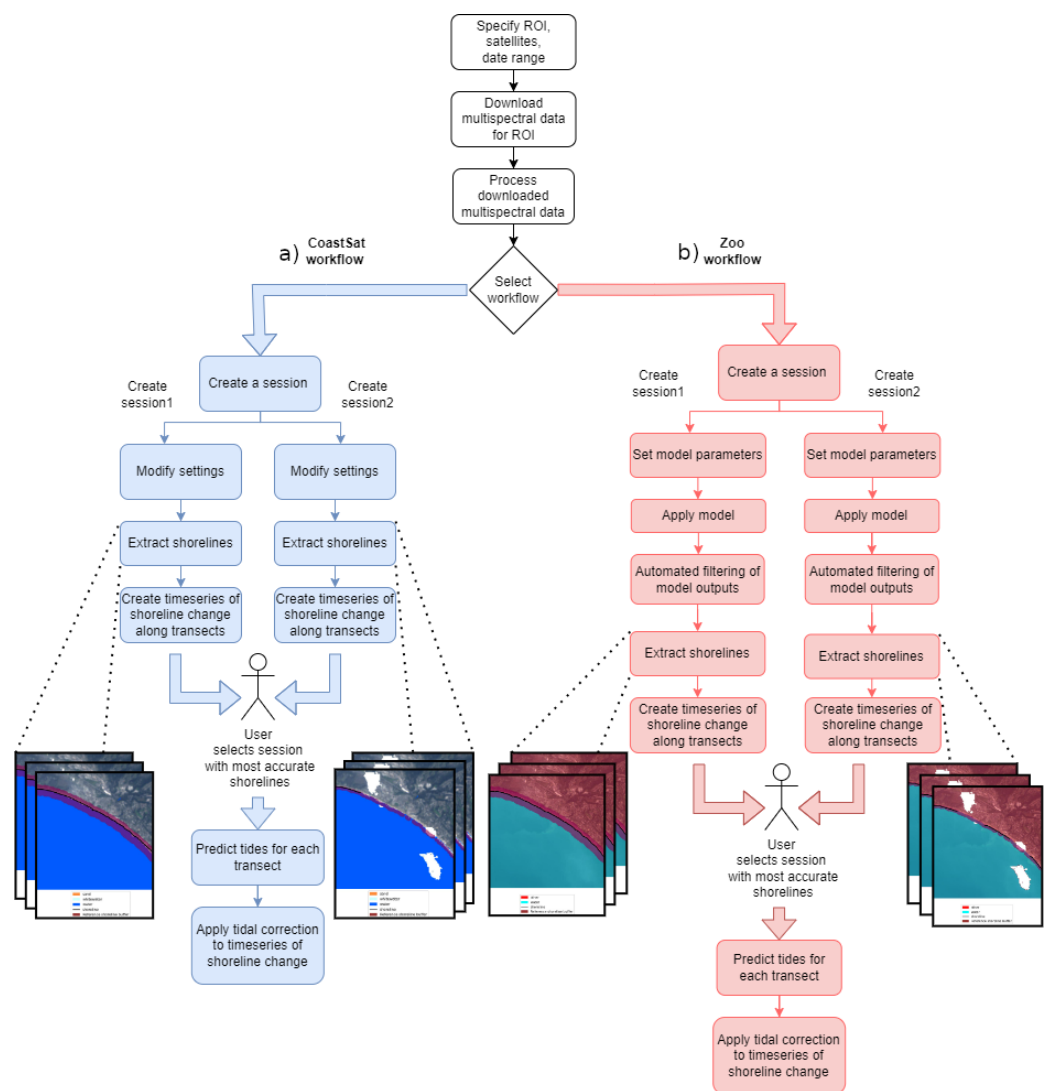 Specify ROI,
satellites,
date range
Download
multispectral data
for ROI
Process
downloaded
multispectral data
a) CoastSat
workflow
b) Zoo
workflow
Select
workflow
Create a session
Create
session1
Create
session2
Modify settings
Modify settings
Extract shorelines
Extract shorelines
Create timeseries of
shoreline change
along transects
Create timeseries of
shoreline change
along transects
User
selects session
with most accurate
shorelines
Predict tides for each
transect
Apply tidal correction
to timeseries of
shoreline change
Create a session
Create
session1
Create
session2
Set model parameters
Set model parameters
Apply model
Apply model
Automated filtering of
model outputs
Automated filtering of
model outputs
Extract shorelines
Extract shorelines
Create timeseries of
shoreline change
along transects
Create timeseries of
shoreline change
along transects
User
selects session
with most accurate
shorelines
Predict tides for
each transect
Apply tidal correction
to timeseries of
shoreline change